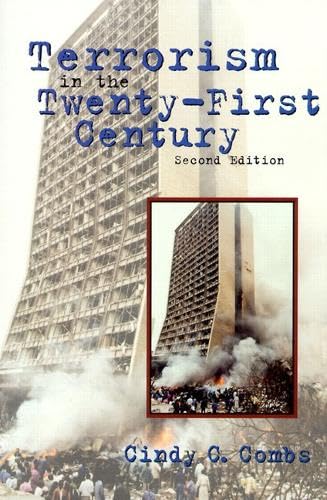 Terrorism
in the
Twenty-First
Century
Second Edition
Cindy C. Combs